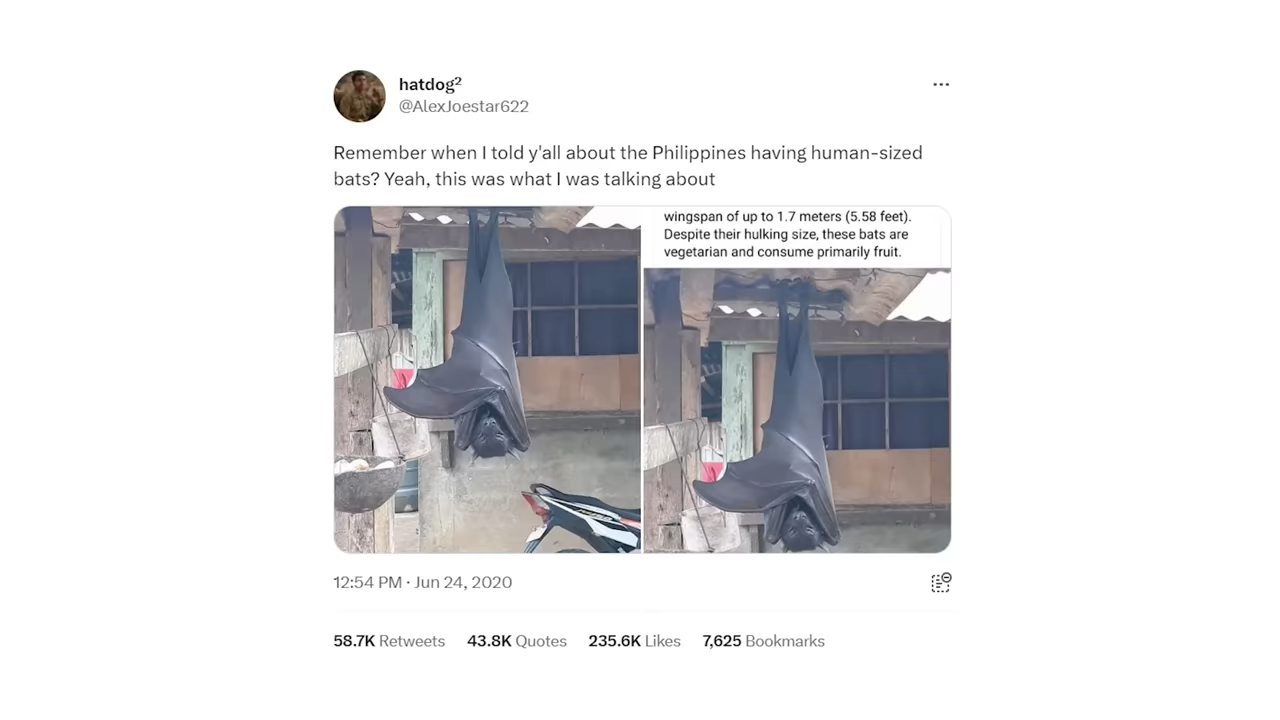 hatdog²
@AlexJoestar622
Remember when I told y'all about the Philippines having human-sized
bats? Yeah, this was what I was talking about
wingspan of up to 1.7 meters (5.58 feet).
Despite their hulking size, these bats are
vegetarian and consume primarily fruit.
12:54 PM · Jun 24, 2020
58.7K Retweets 43.8K Quotes 235.6K Likes 7,625 Bookmarks